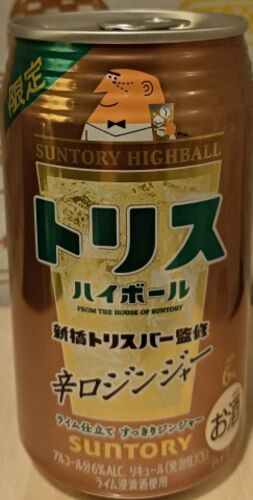 限定
SUNTORY HIGHBALL
トリス
ハイボール
FROM THE HOUSE OF SUNTORY
新橋トリスバー監修
辛口ジンジャー
ALC.
6%
お酒
ライム仕立て すっきりジンジャー
SUNTORY
アルコール分6%ALC. リキュール(発泡性)①
ライム浸漬酒使用